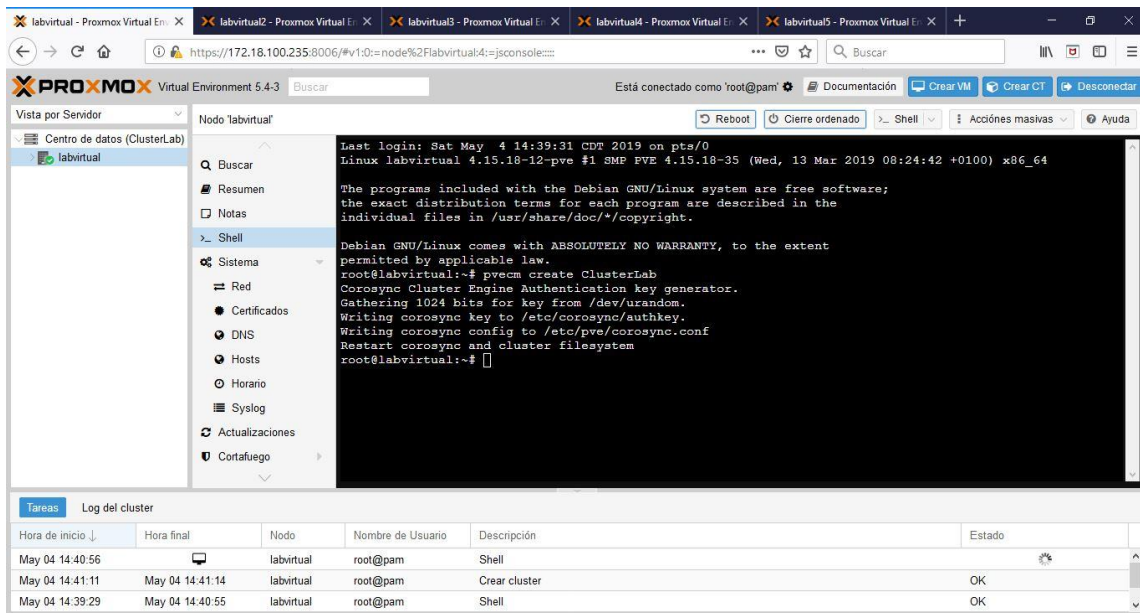 labvirtual - Proxmox Virtual Env
labvirtual2 - Proxmox Virtual En
labvirtual3 - Proxmox Virtual En
labvirtual4 - Proxmox Virtual En
labvirtual5 - Proxmox Virtual En
https://172.18.100.235:8006/#v1:0:=node%2Flabvirtual:4:=jsconsole:::::
Buscar
PROXMOX Virtual Environment 5.4-3 Buscar
Está conectado como 'root@pam' Documentación Crear VM Crear CT Desconectar
Vista por Servidor
Centro de datos (ClusterLab)
labvirtual
Nodo 'labvirtual'
Reboot Cierre ordenado >_ Shell Acciónes masivas Ayuda
Buscar
Resumen
Notas
>_ Shell
Sistema
Red
Certificados
DNS
Hosts
Horario
Syslog
Actualizaciones
Cortafuego
Last login: Sat May  4 14:39:31 CDT 2019 on pts/0
Linux labvirtual 4.15.18-12-pve #1 SMP PVE 4.15.18-35 (Wed, 13 Mar 2019 08:24:42 +0100) x86_64
The programs included with the Debian GNU/Linux system are free software;
the exact distribution terms for each program are described in the
individual files in /usr/share/doc/*/copyright.
Debian GNU/Linux comes with ABSOLUTELY NO WARRANTY, to the extent
permitted by applicable law.
root@labvirtual:~# pvecm create ClusterLab
Corosync Cluster Engine Authentication key generator.
Gathering 1024 bits for key from /dev/urandom.
Writing corosync key to /etc/corosync/authkey.
Writing corosync config to /etc/pve/corosync.conf
Restart corosync and cluster filesystem
root@labvirtual:~#
Tareas Log del cluster
Hora de inicio ↓ Hora final Nodo Nombre de Usuario Descripción Estado
May 04 14:40:56 labvirtual root@pam Shell
May 04 14:41:11 May 04 14:41:14 labvirtual root@pam Crear cluster OK
May 04 14:39:29 May 04 14:40:55 labvirtual root@pam Shell OK